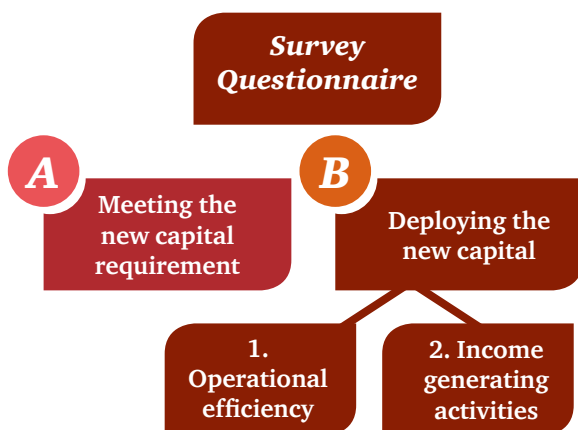 Survey
Questionnaire
A
Meeting the
new capital
requirement
B
Deploying the
new capital
1.
Operational
efficiency
2. Income
generating
activities